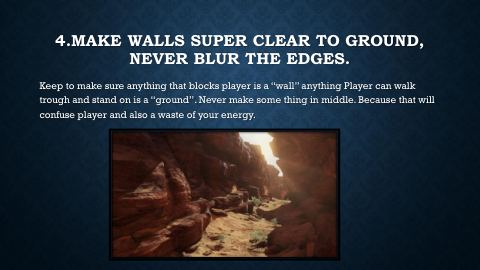 4.MAKE WALLS SUPER CLEAR TO GROUND,
NEVER BLUR THE EDGES.
Keep to make sure anything that blocks player is a “wall” anything Player can walk
trough and stand on is a “ground”. Never make some thing in middle. Because that will
confuse player and also a waste of your energy.